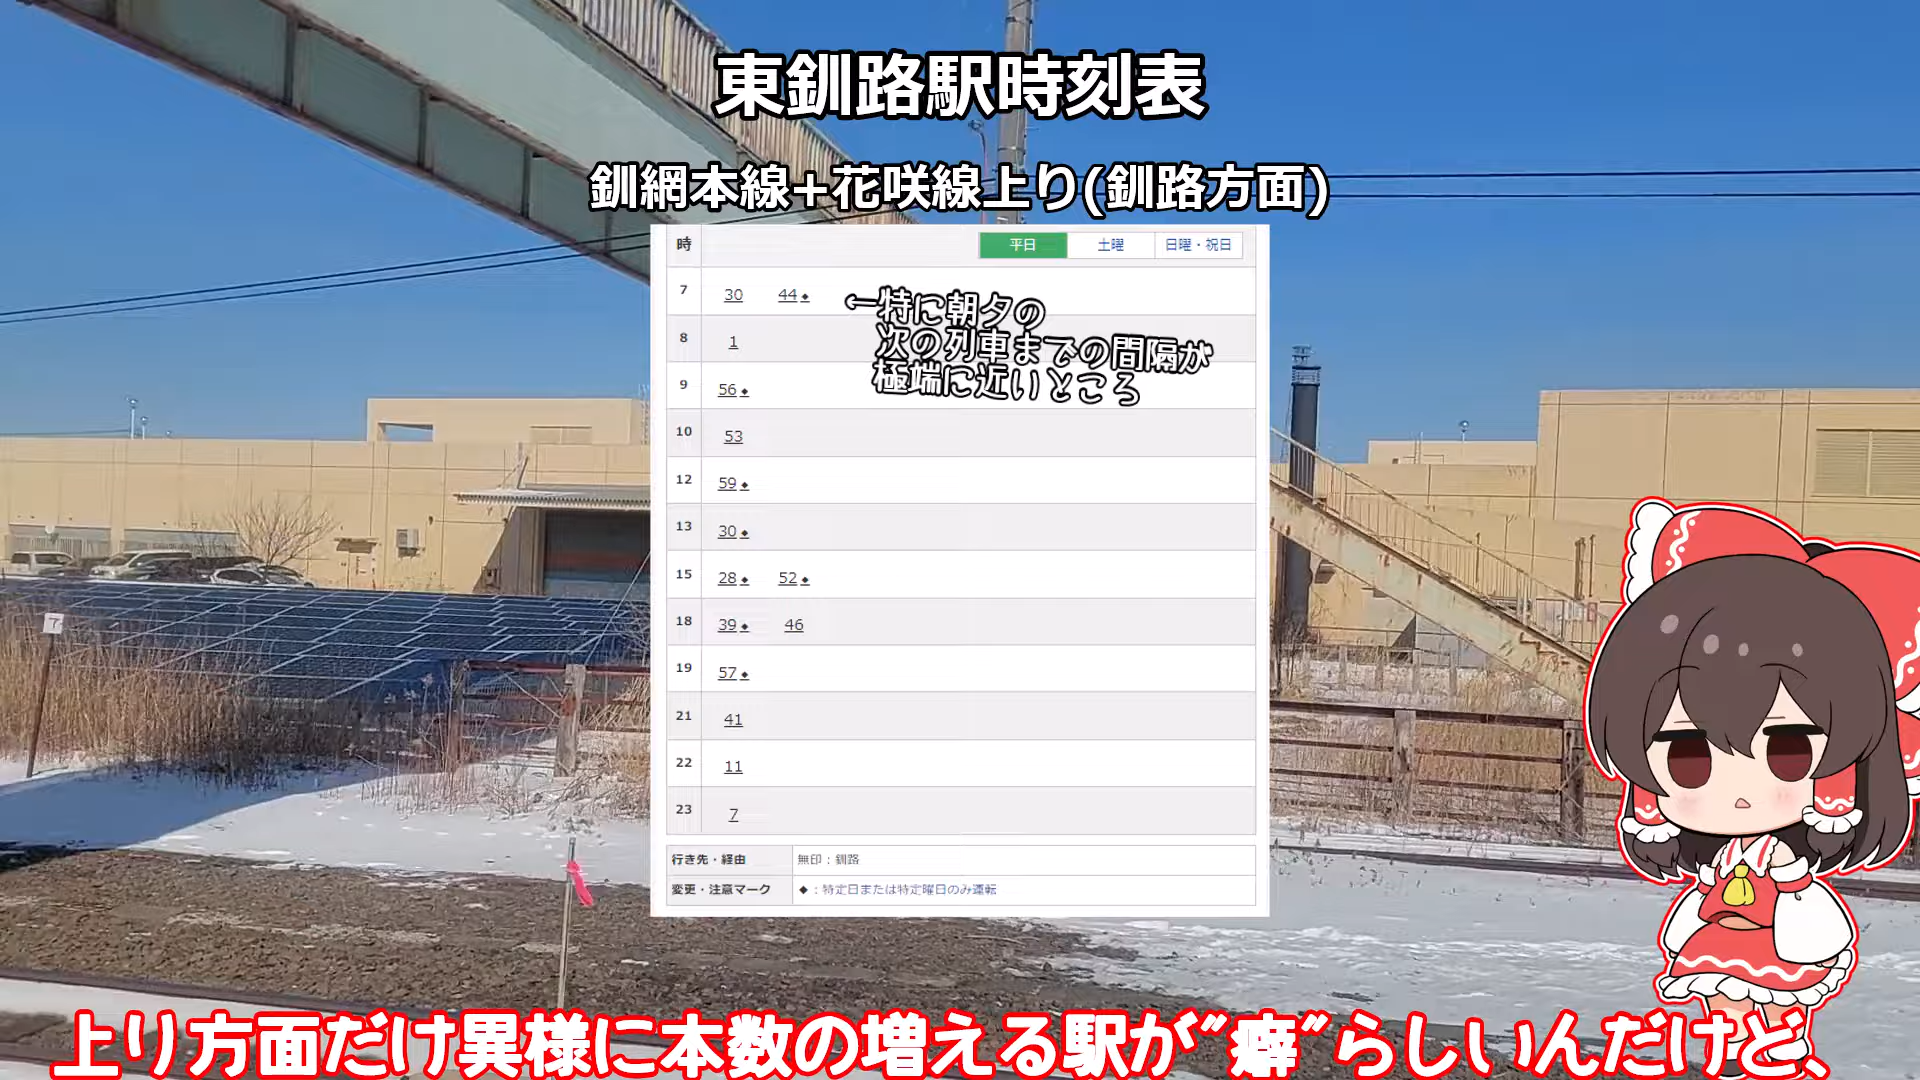 東釧路駅時刻表
釧網本線+花咲線上り(釧路方面)
時 平日 土曜 日曜・祝日
7 30 44◆
8 1
9 56◆
10 53
12 59◆
13 30◆
15 28◆ 52◆
18 39◆ 46
19 57◆
21 41
22 11
23 7
←特に朝夕の
次の列車までの間隔が
極端に近いところ
行き先・経由 無印：釧路
変更・注意マーク ◆：特定日または特定曜日のみ運転
7
上り方面だけ異様に本数の増える駅が"癖"らしいんだけど、